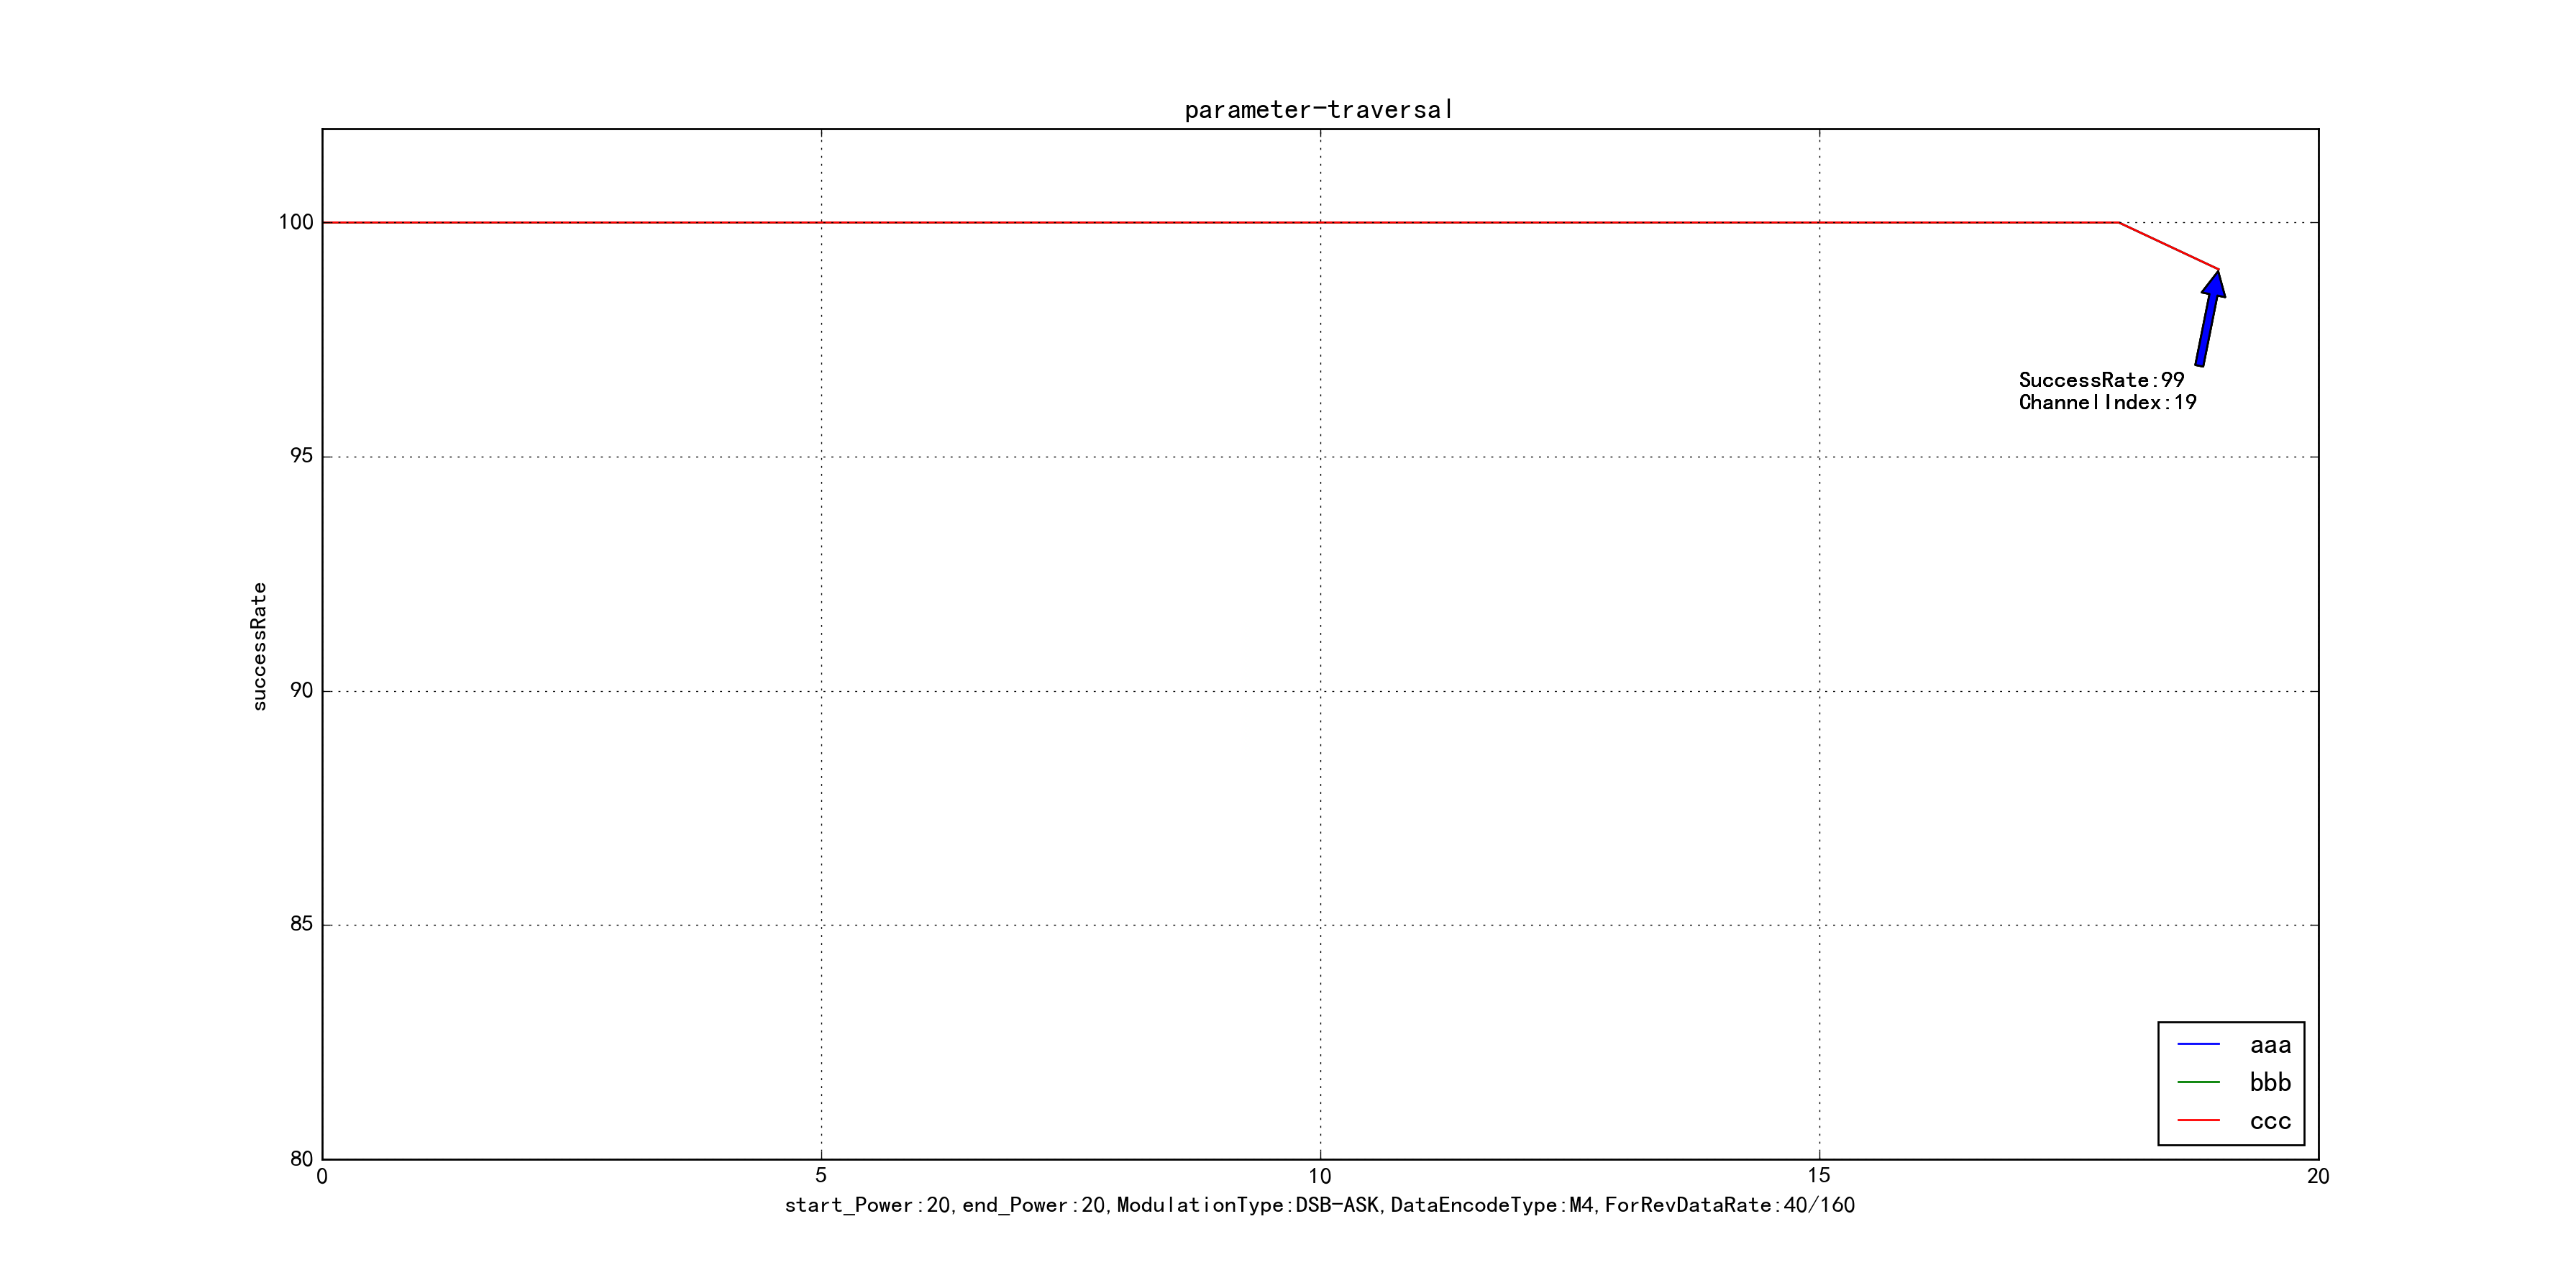 parameter-traversal
100
95
90
85
80
successRate
SuccessRate:99
ChannelIndex:19
aaa
bbb
ccc
0 5 10 15 20
start_Power:20,end_Power:20,ModulationType:DSB-ASK,DataEncodeType:M4,ForRevDataRate:40/160